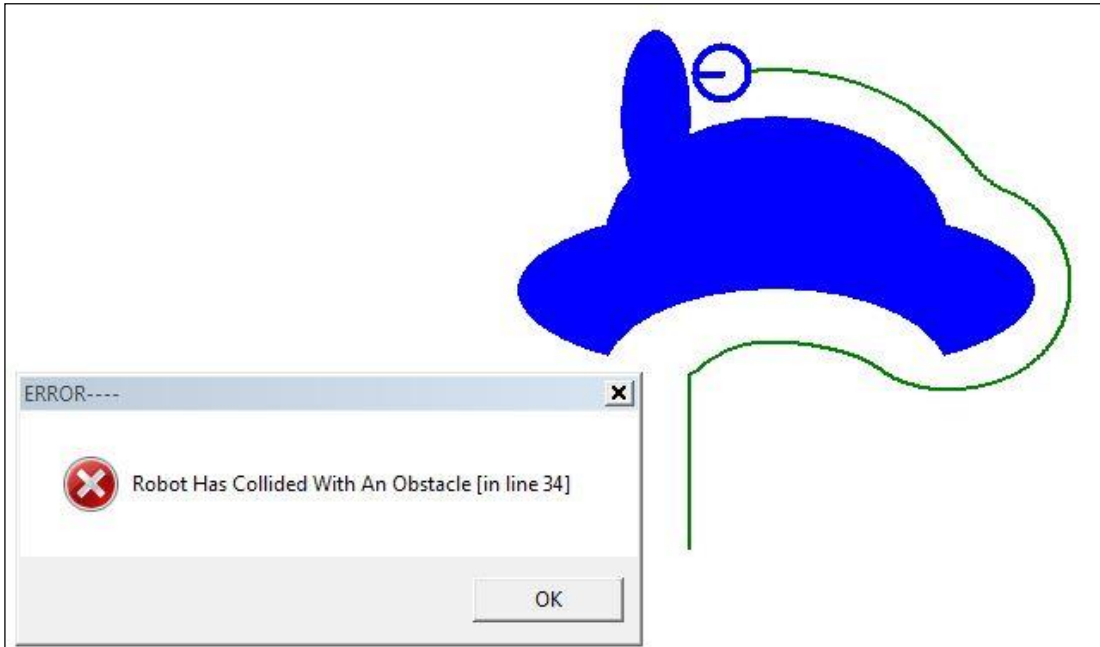 ERROR----
Robot Has Collided With An Obstacle [in line 34]
OK